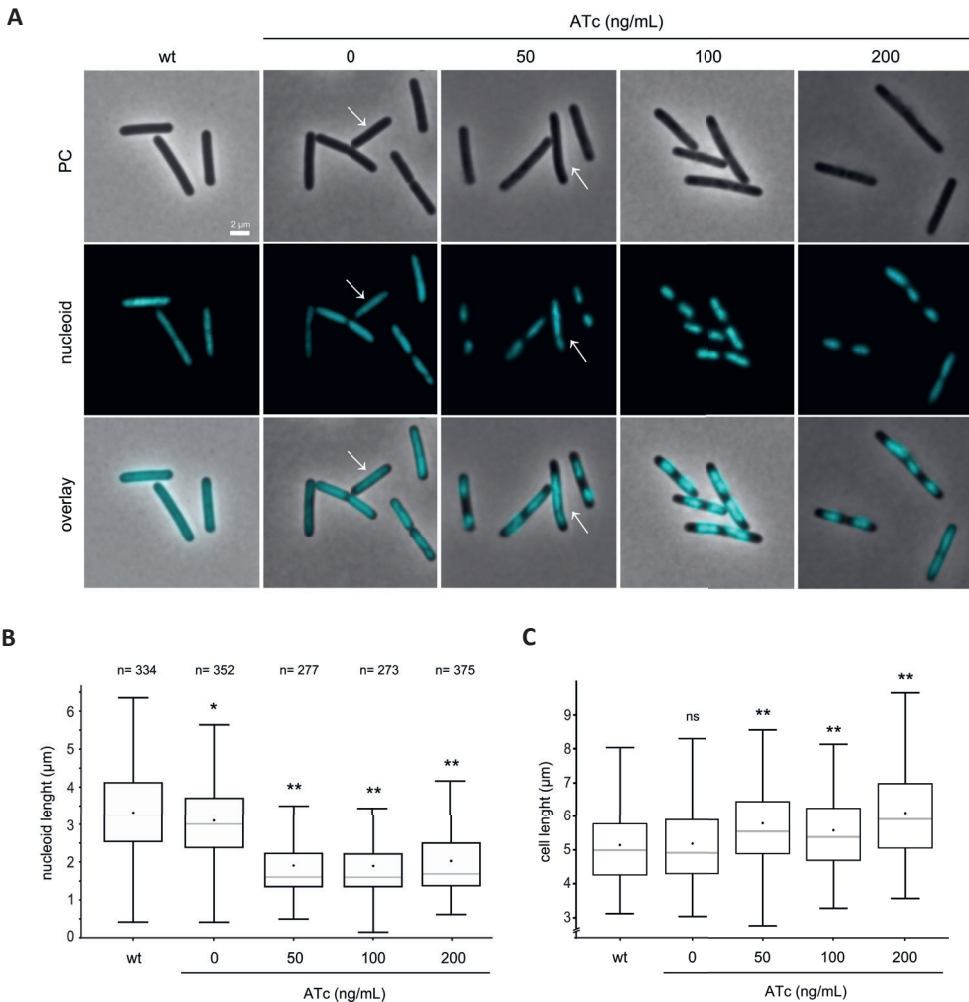 A
ATc (ng/mL)
wt 0 50 100 200
PC
2 µm
nucleoid
overlay
B
n= 334 n= 352 n= 277 n= 273 n= 375
nucleoid lenght (µm)
6
5
4
3
2
1
0
* ** ** **
wt 0 50 100 200
ATc (ng/mL)
C
cell lenght (µm)
9
8
7
6
5
4
3
ns ** ** **
wt 0 50 100 200
ATc (ng/mL)